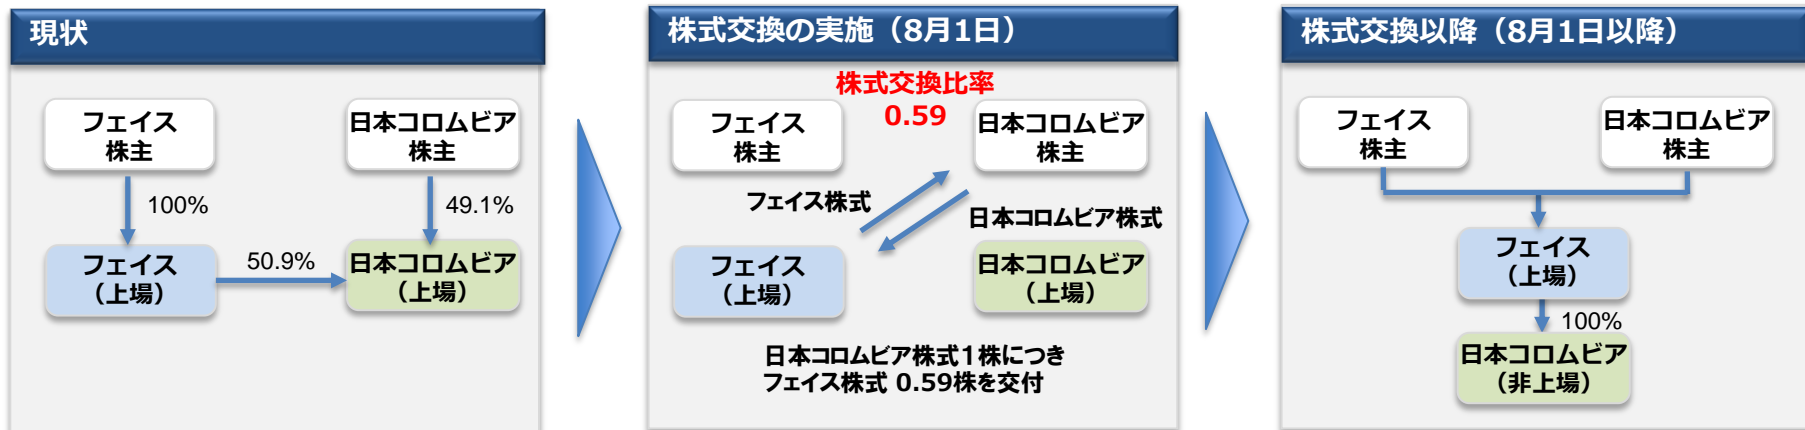 現状
フェイス
株主
日本コロムビア
株主
100%
49.1%
フェイス
（上場）
50.9%
日本コロムビア
（上場）
株式交換の実施（8月1日）
株式交換比率
0.59
フェイス
株主
日本コロムビア
株主
フェイス株式
日本コロムビア株式
フェイス
（上場）
日本コロムビア
（上場）
日本コロムビア株式１株につき
フェイス株式 0.59株を交付
株式交換以降（8月1日以降）
フェイス
株主
日本コロムビア
株主
フェイス
（上場）
100%
日本コロムビア
（非上場）